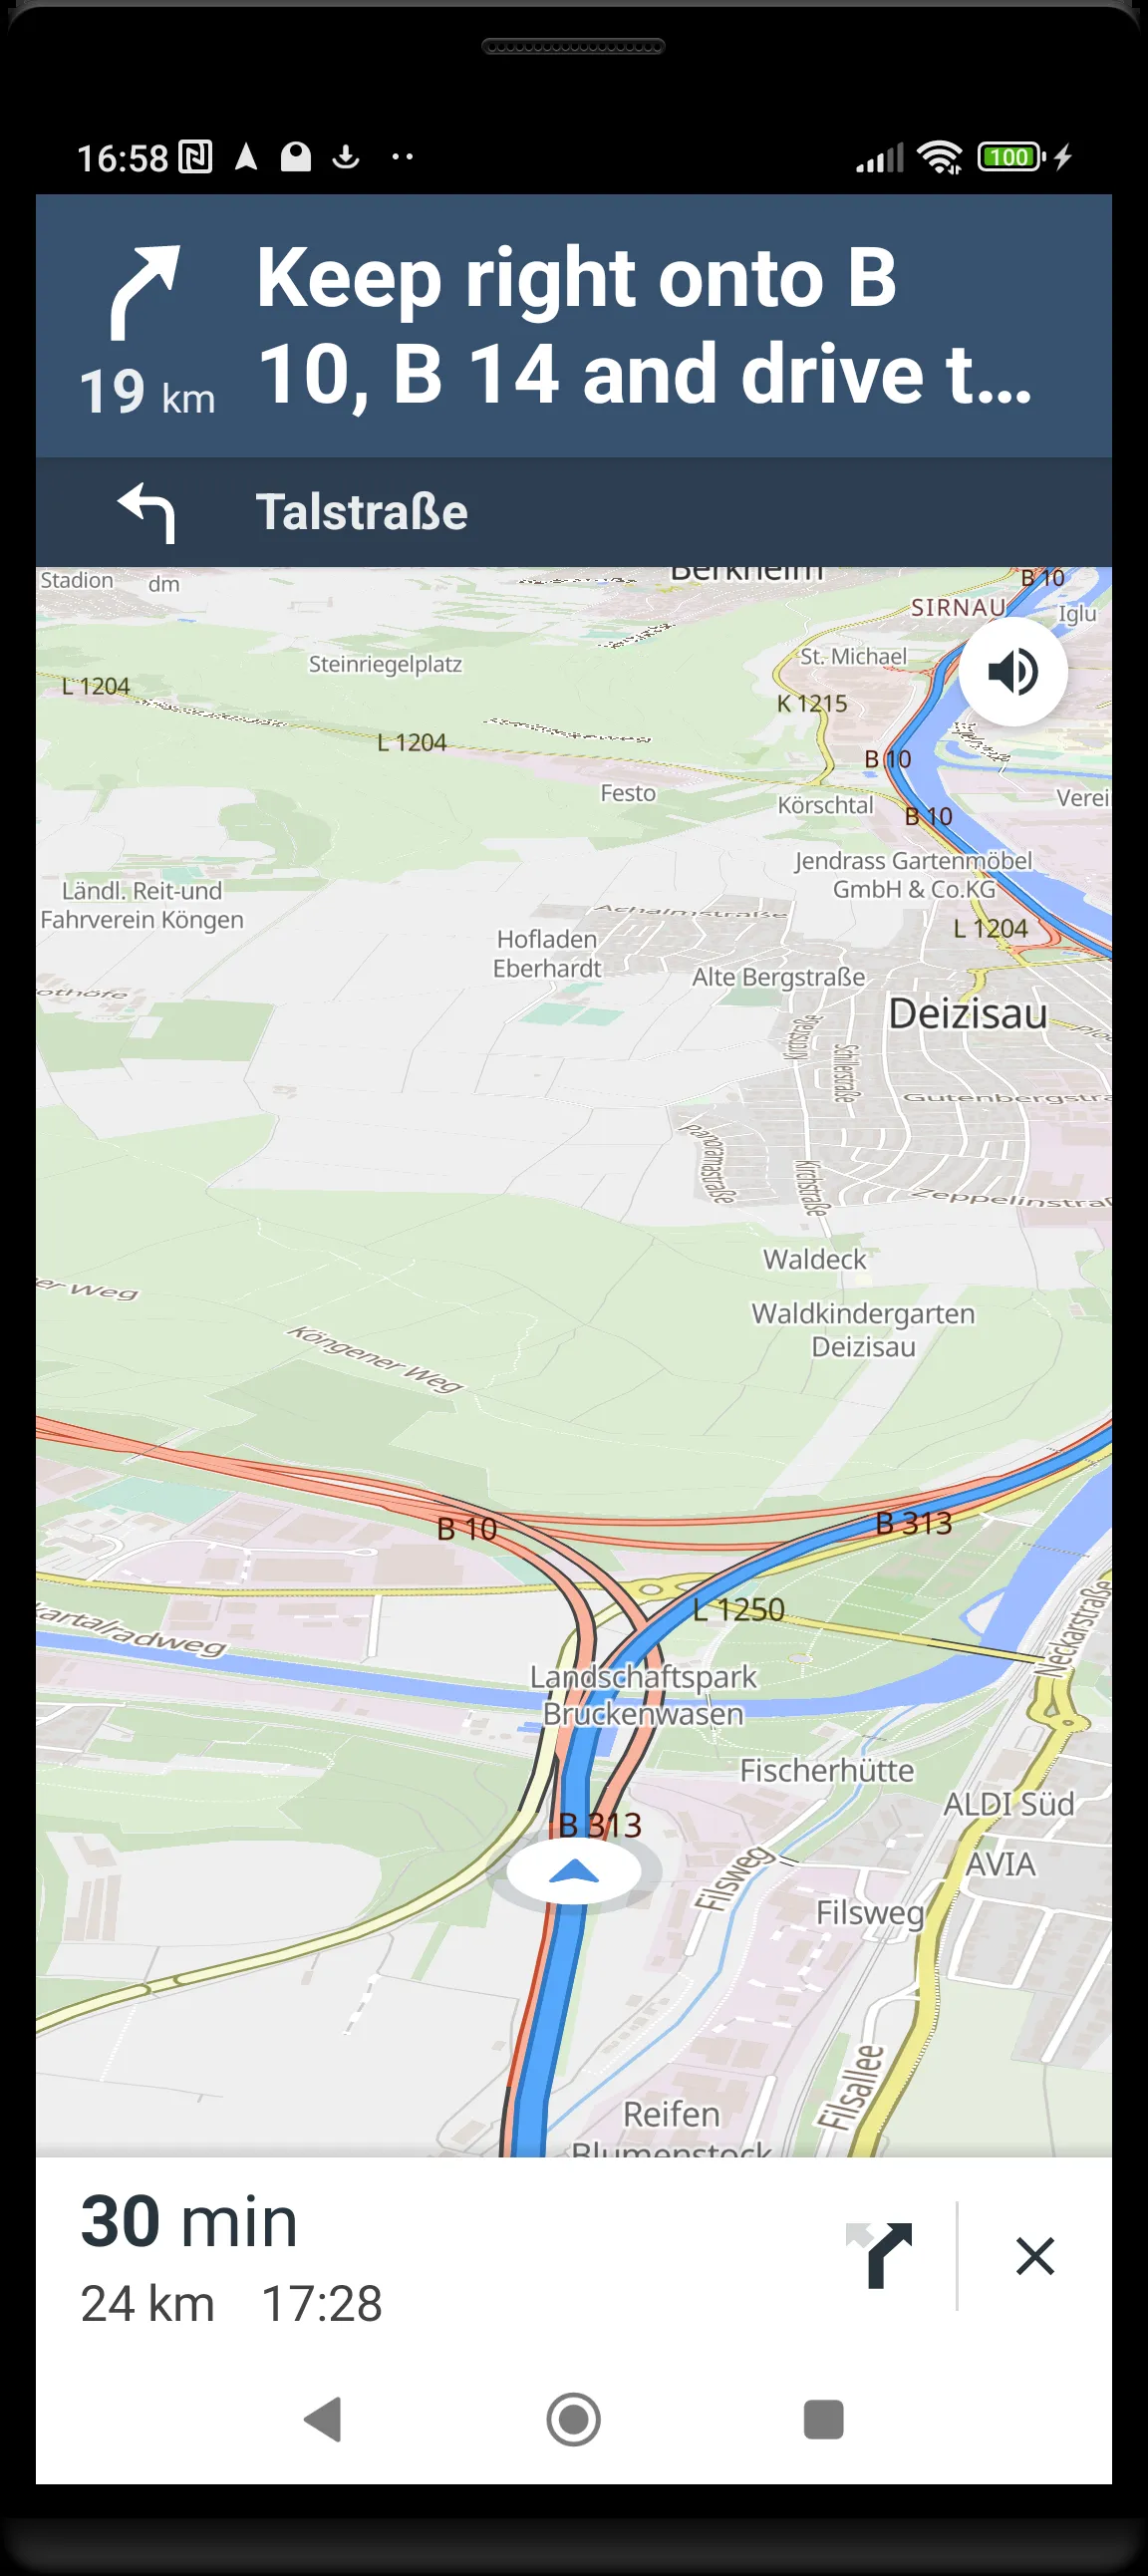 16:58
100
Keep right onto B
10, B 14 and drive t...
19 km
Talstraße
Berkheim
B 10
Stadion
dm
SIRNAU
Iglu
St. Michael
Steinriegelplatz
L 1204
K 1215
L 1204
B 10
Festo
Körschtal
Verei
B 10
Jendrass Gartenmöbel
GmbH & Co.KG
Ländl. Reit-und
Fahrverein Köngen
Achalmstraße
L 1204
Hofladen
Eberhardt
Alte Bergstraße
othöfe
Deizisau
Kirchstraße
Schillerstraße
Gutenbergstra
Panoramastraße
Kirchstraße
Zeppelinstraß
Waldeck
er Weg
Waldkindergarten
Deizisau
Köngener Weg
B 10
B 313
L 1250
kartalradweg
Neckarstraße
Landschaftspark
Bruckenwasen
Fischerhütte
ALDI Süd
B 313
AVIA
Filsweg
Filsweg
Filsallee
Reifen
Blumenstock
30 min
24 km 17:28